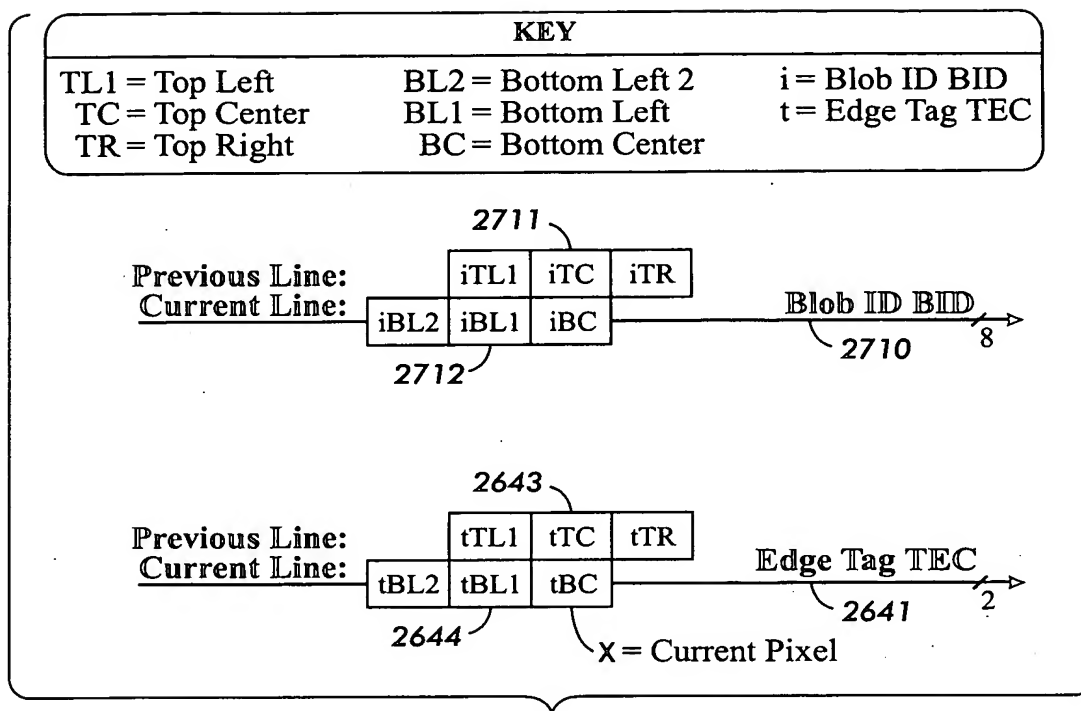 KEY
TL1 = Top Left BL2 = Bottom Left 2 i = Blob ID BID
TC = Top Center BL1 = Bottom Left t = Edge Tag TEC
TR = Top Right BC = Bottom Center
2711
Previous Line: iTL1 iTC iTR
Current Line: iBL2 iBL1 iBC Blob ID BID 8
2712 2710
2643
Previous Line: tTL1 tTC tTR
Current Line: tBL2 tBL1 tBC Edge Tag TEC 2
2644 2641
X = Current Pixel